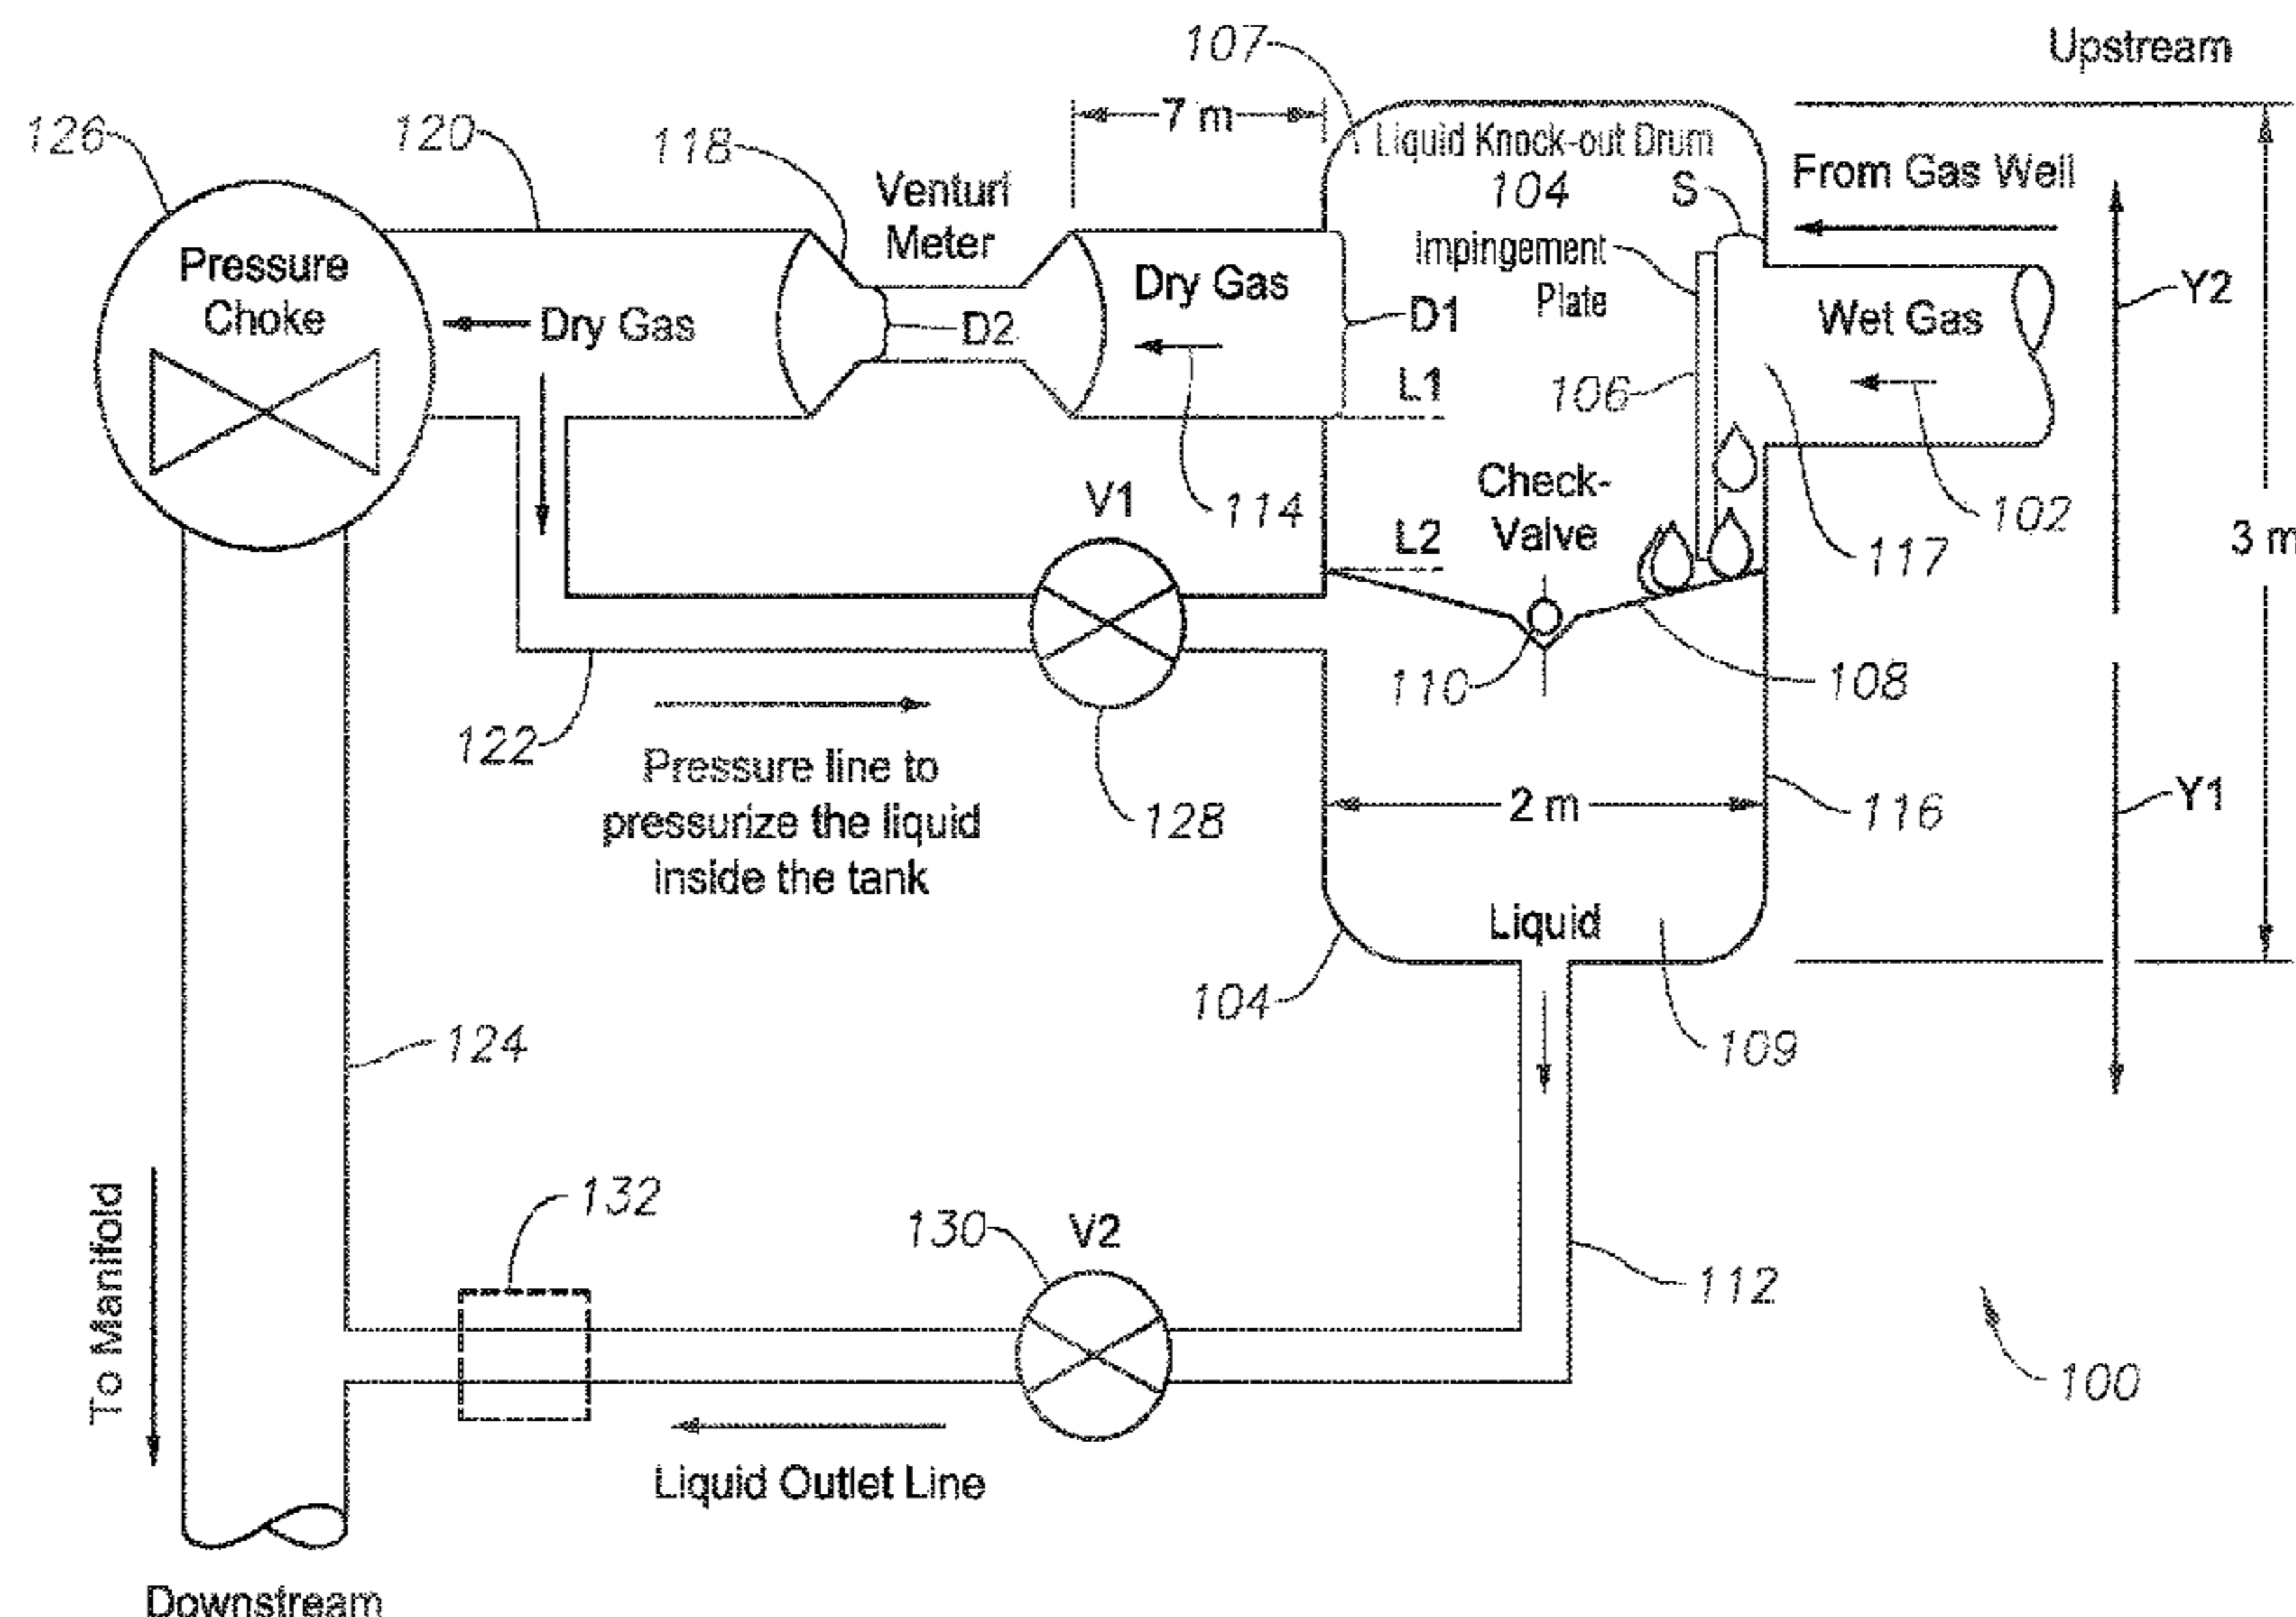 Upstream
107
126
120
118
7 m
Liquid Knock-out Drum
104
S
From Gas Well
Venturi
Meter
Impingement
Plate
Pressure
Choke
Dry Gas
D2
Dry Gas
D1
Wet Gas
Y2
L1
106
114
102
V1
Check-
Valve
L2
117
3 m
110
108
122
Pressure line to
pressurize the liquid
inside the tank
128
2 m
116
Y1
Liquid
104
109
124
132
130
V2
112
To Manifold
100
Liquid Outlet Line
Downstream